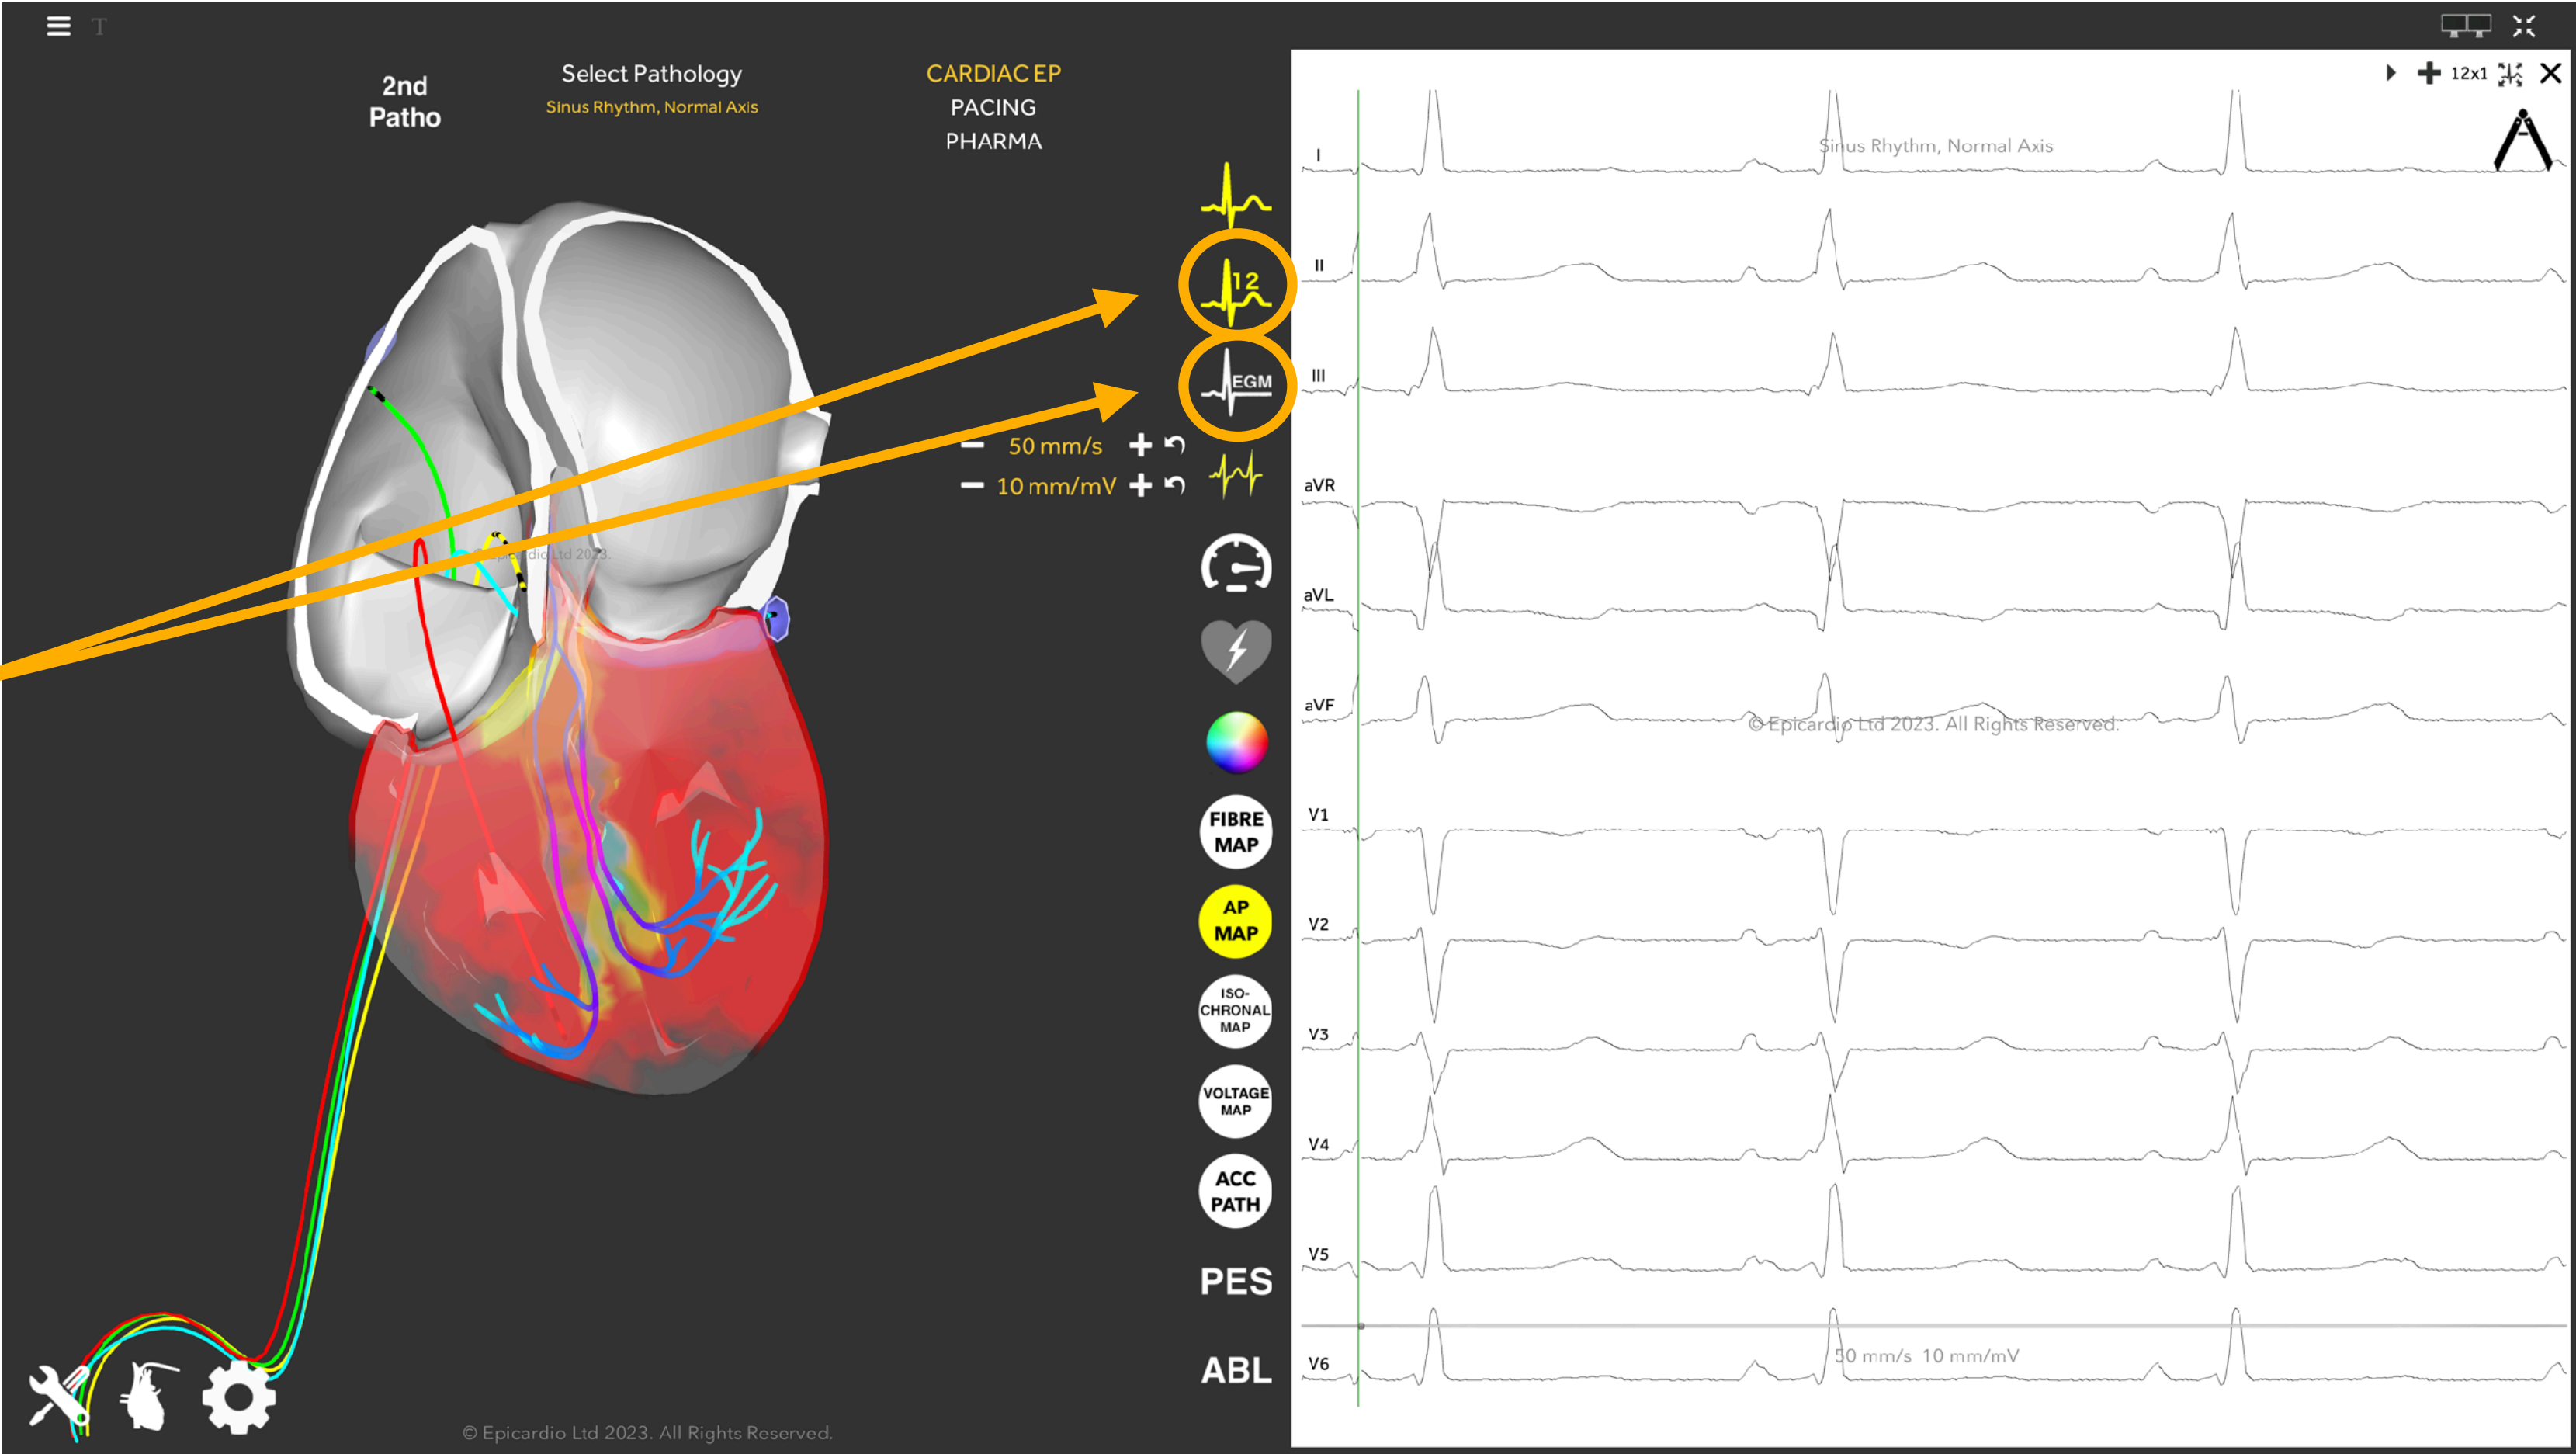 T
2nd
Patho
Select Pathology
Sinus Rhythm, Normal Axis
CARDIAC EP
PACING
PHARMA
12
EGM
50 mm/s
10 mm/mV
FIBRE
MAP
AP
MAP
ISO-
CHRONAL
MAP
VOLTAGE
MAP
ACC
PATH
PES
ABL
© Epicardio Ltd 2023.
© Epicardio Ltd 2023. All Rights Reserved.
12x1
Sinus Rhythm, Normal Axis
I
II
III
aVR
aVL
aVF
© Epicardio Ltd 2023. All Rights Reserved.
V1
V2
V3
V4
V5
V6
50 mm/s 10 mm/mV